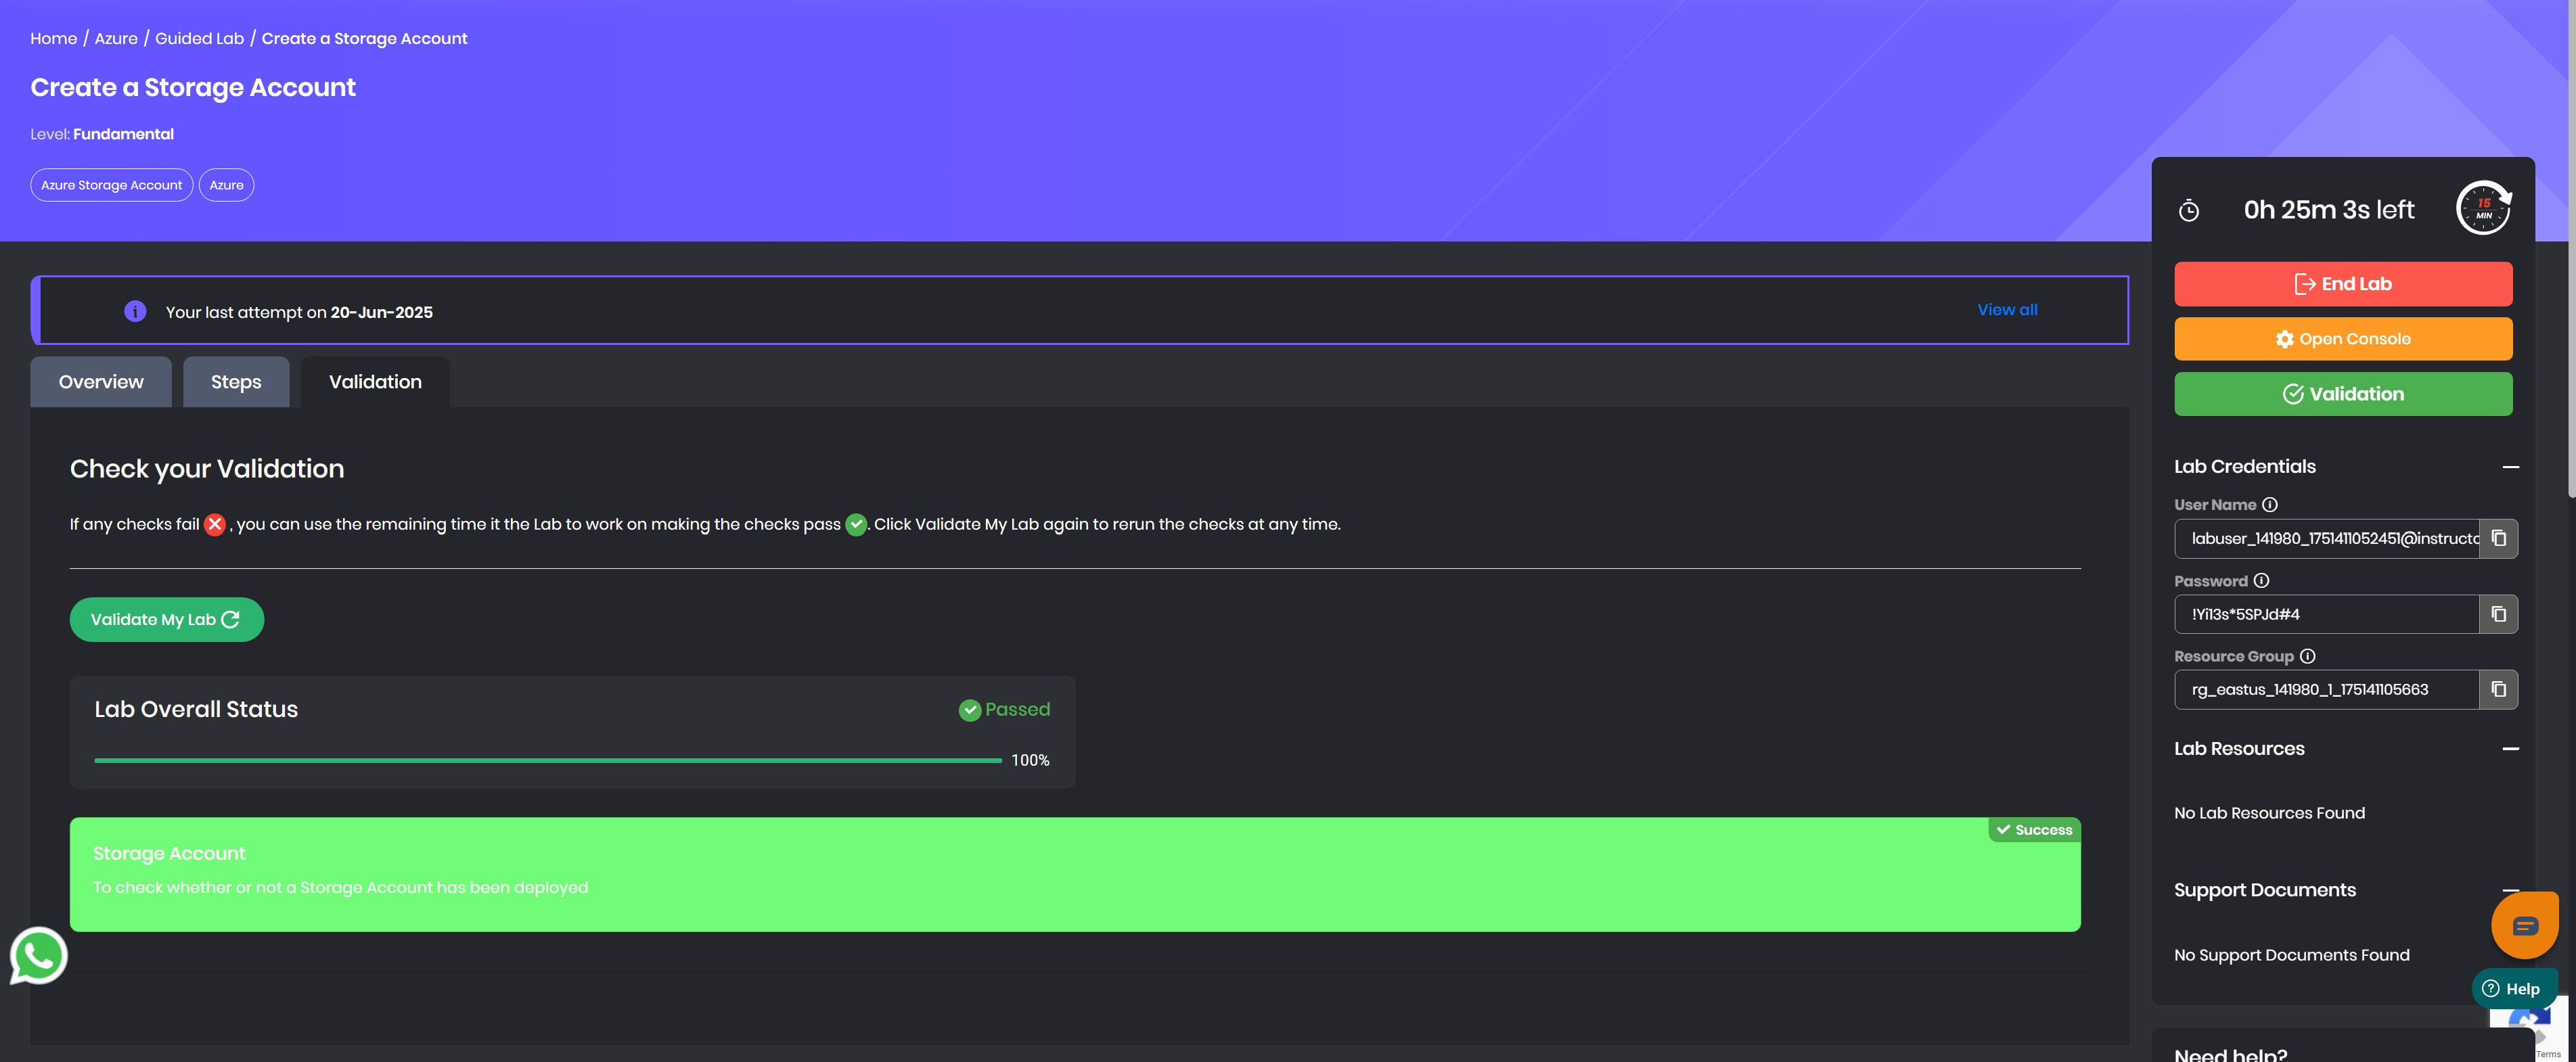 Home / Azure / Guided Lab / Create a Storage Account
Create a Storage Account
Level: Fundamental
Azure Storage Account
Azure
Your last attempt on 20-Jun-2025
View all
Overview
Steps
Validation
Check your Validation
If any checks fail , you can use the remaining time it the Lab to work on making the checks pass . Click Validate My Lab again to rerun the checks at any time.
Validate My Lab
Lab Overall Status
Passed
100%
Success
Storage Account
To check whether or not a Storage Account has been deployed
0h 25m 3s left
15
MIN
End Lab
Open Console
Validation
Lab Credentials
User Name
labuser_141980_1751411052451@instructo
Password
!Yi13s*5SPJd#4
Resource Group
rg_eastus_141980_1_175141105663
Lab Resources
No Lab Resources Found
Support Documents
No Support Documents Found
Help
Terms
Need help?